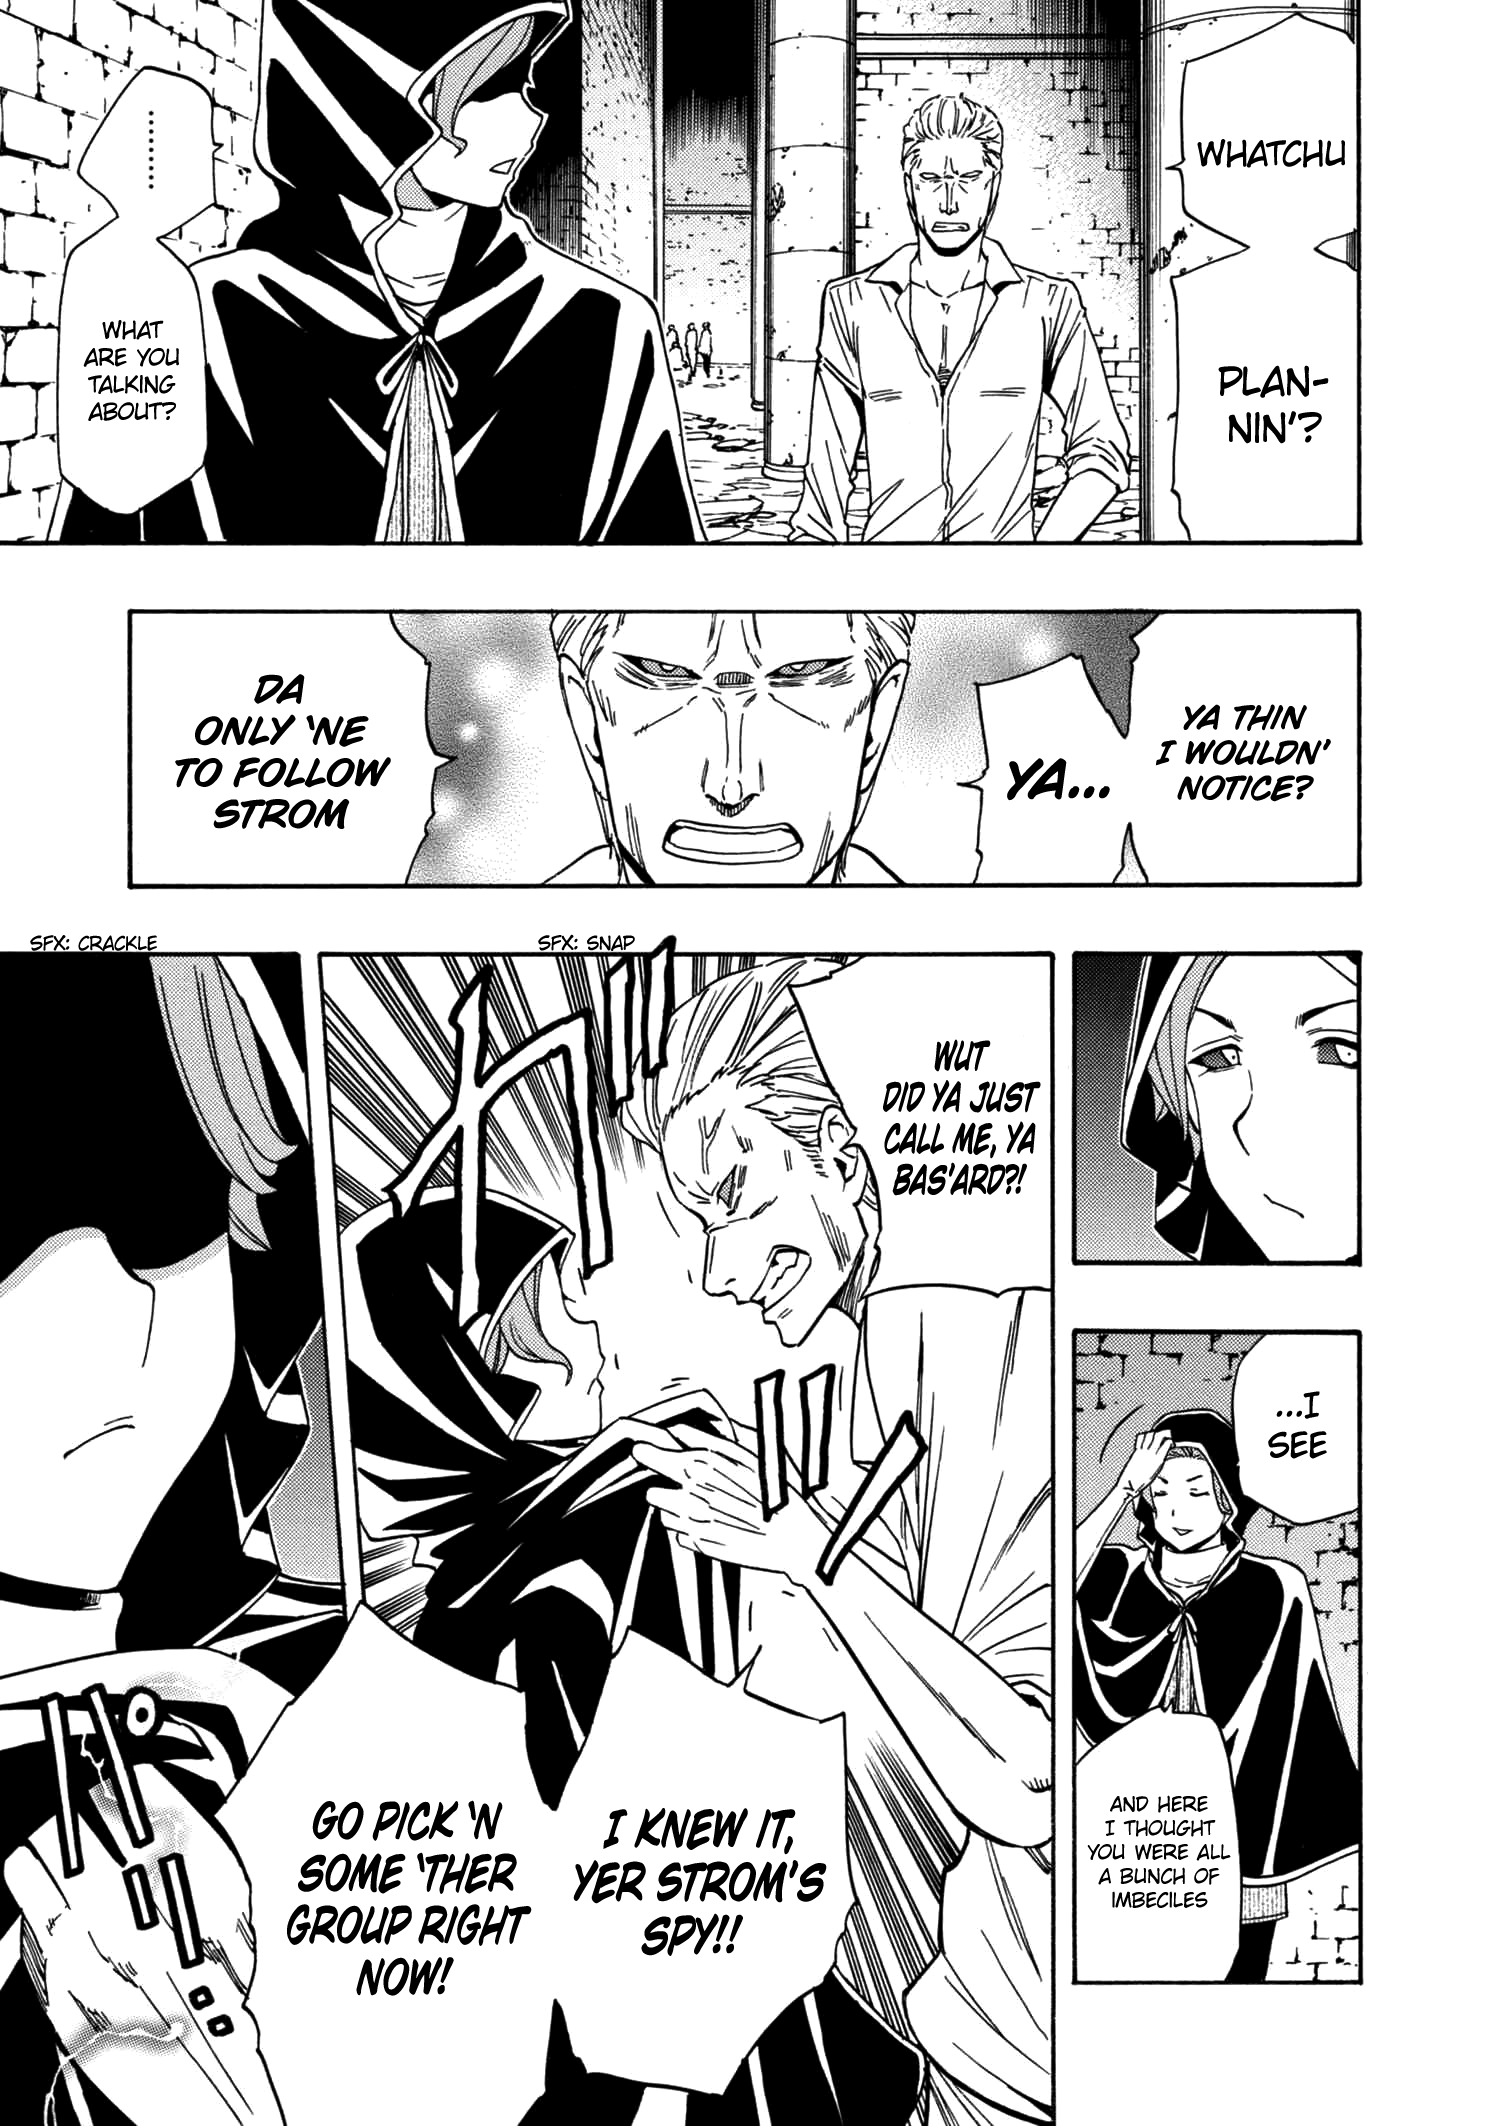 WHATCHU
PLAN-
NIN'?
.........
WHAT
ARE YOU
TALKING
ABOUT?
YA THIN
I WOULDN'
NOTICE?
YA...
DA
ONLY 'NE
TO FOLLOW
STROM
...I
SEE
AND HERE
I THOUGHT
YOU WERE ALL
A BUNCH OF
IMBECILES
SFX: SNAP
WUT
DID YA JUST
CALL ME, YA
BAS'ARD?!
ガッ
I KNEW IT,
YER STROM'S
SPY!!
GO PICK 'N
SOME 'THER
GROUP RIGHT
NOW!
SFX: CRACKLE